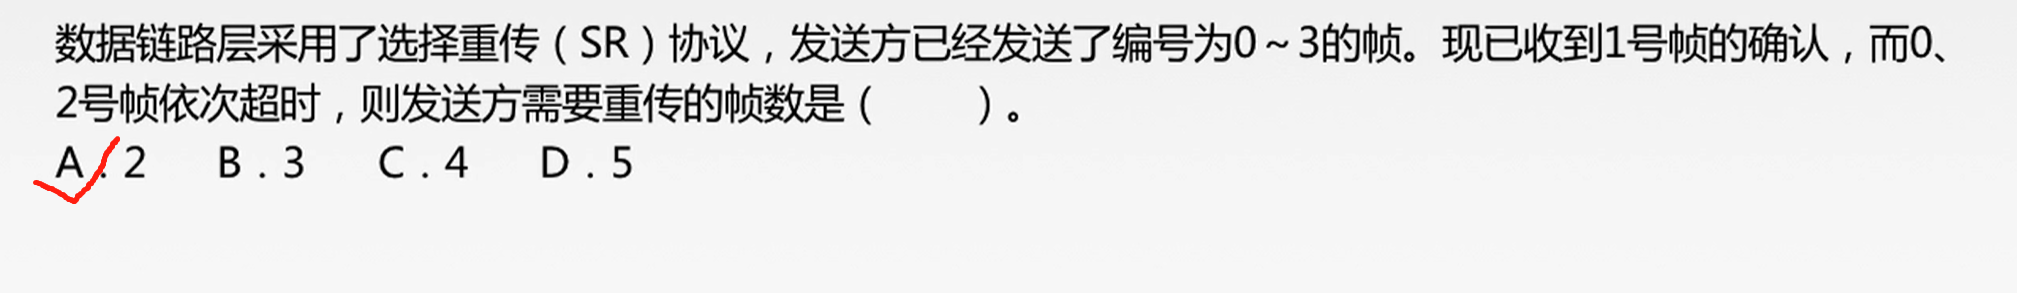 数据链路层采用了选择重传（SR）协议，发送方已经发送了编号为0～3的帧。现已收到1号帧的确认，而0、
2号帧依次超时，则发送方需要重传的帧数是（　　）。
A.2　B.3　C.4　D.5